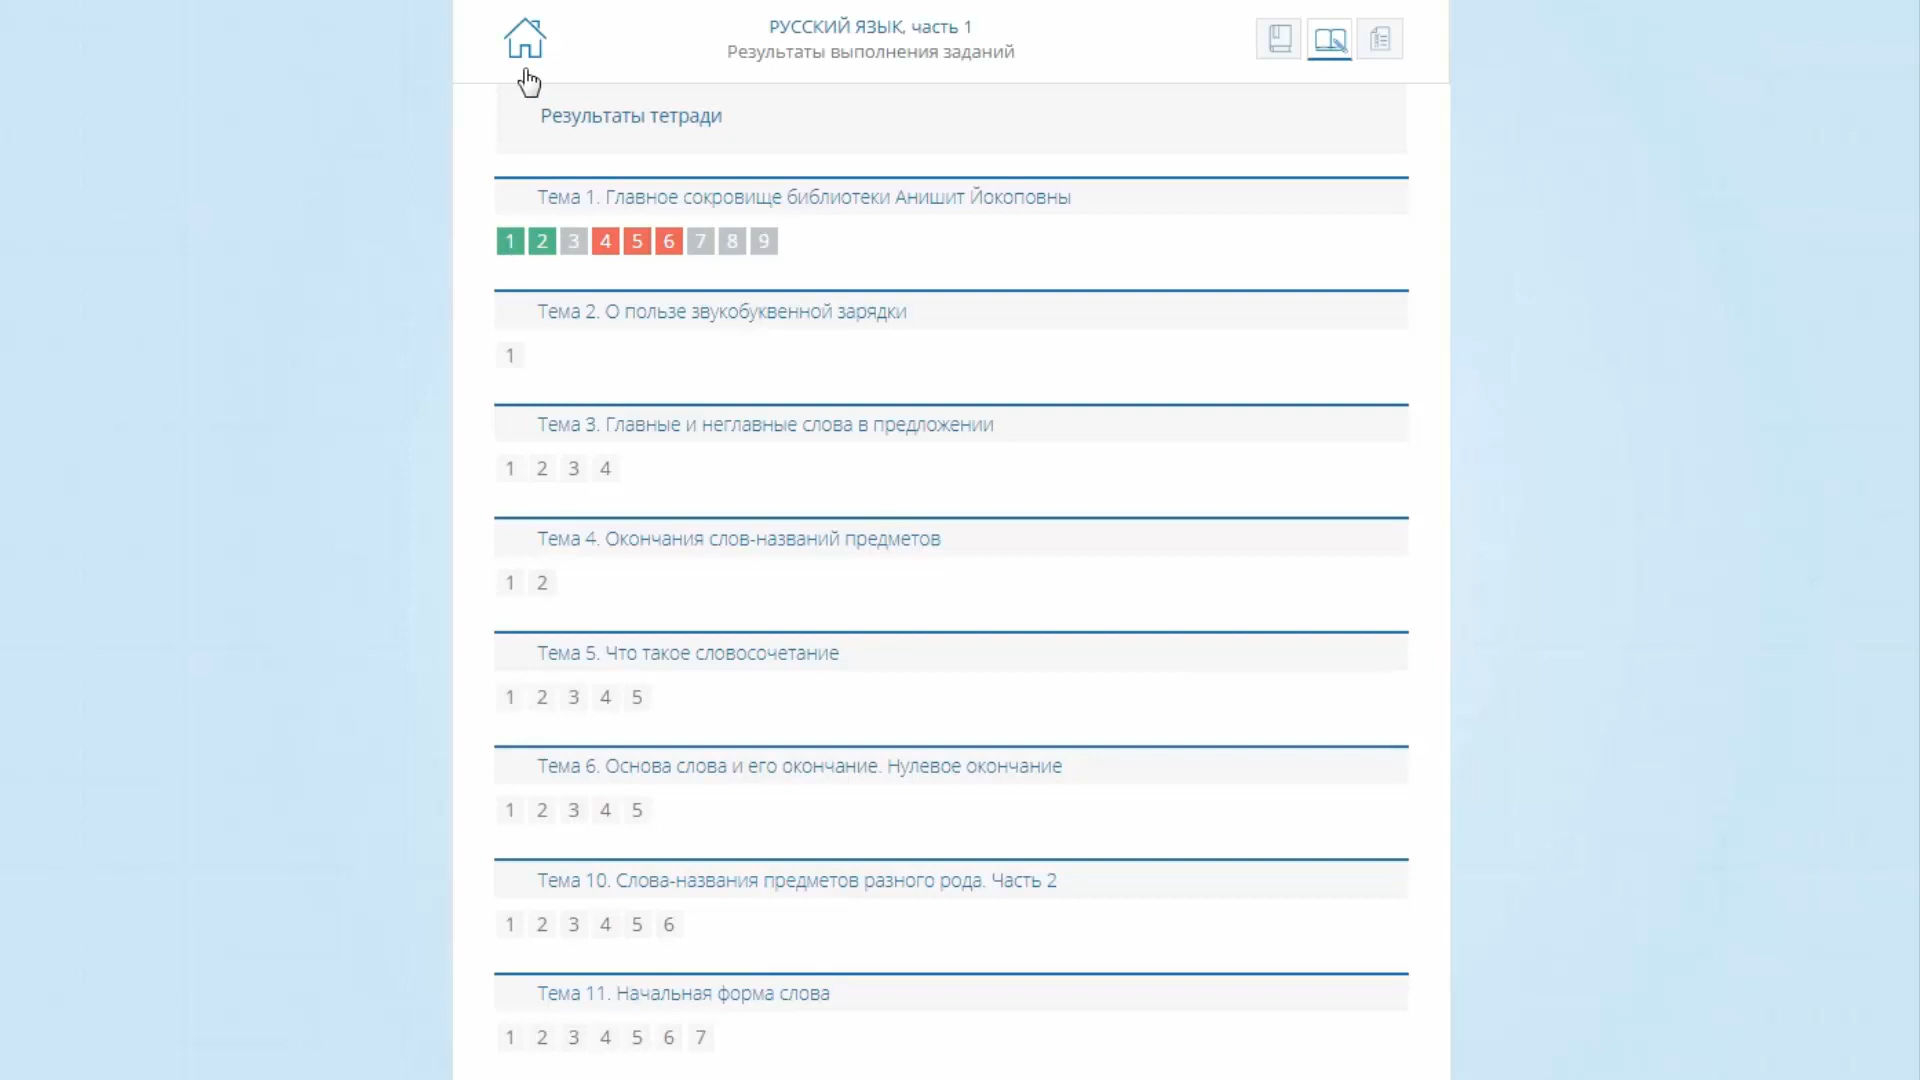 РУССКИЙ ЯЗЫК, часть 1
Результаты выполнения заданий
Результаты тетради
Тема 1. Главное сокровище библиотеки Анишит Йокоповны
1 2 3 4 5 6 7 8 9
Тема 2. О пользе звукобуквенной зарядки
1
Тема 3. Главные и неглавные слова в предложении
1 2 3 4
Тема 4. Окончания слов-названий предметов
1 2
Тема 5. Что такое словосочетание
1 2 3 4 5
Тема 6. Основа слова и его окончание. Нулевое окончание
1 2 3 4 5
Тема 10. Слова-названия предметов разного рода. Часть 2
1 2 3 4 5 6
Тема 11. Начальная форма слова
1 2 3 4 5 6 7